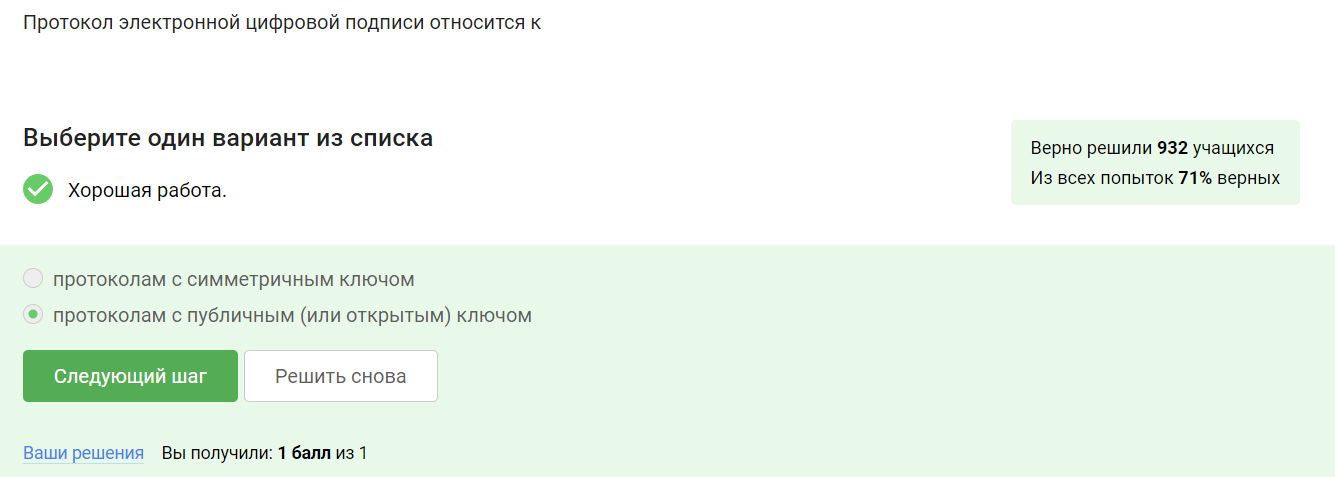 Протокол электронной цифровой подписи относится к
Выберите один вариант из списка
Хорошая работа.
Верно решили 932 учащихся
Из всех попыток 71% верных
протоколам с симметричным ключом
протоколам с публичным (или открытым) ключом
Следующий шаг
Решить снова
Ваши решения Вы получили: 1 балл из 1